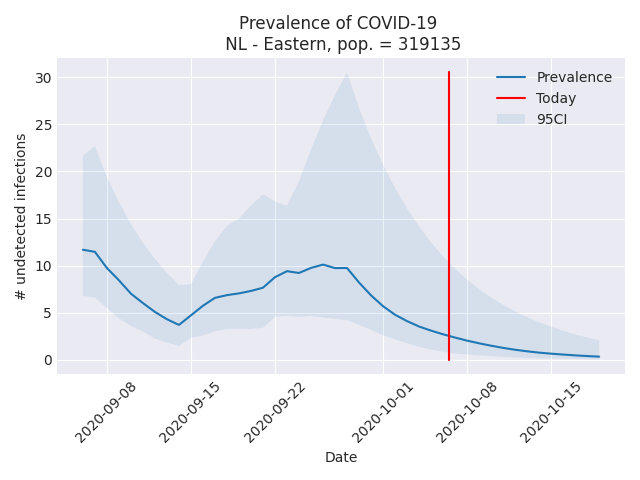 Prevalence of COVID-19
NL - Eastern, pop. = 319135
Prevalence
Today
95CI
# undetected infections
30
25
20
15
10
5
0
2020-09-08
2020-09-15
2020-09-22
2020-10-01
2020-10-08
2020-10-15
Date